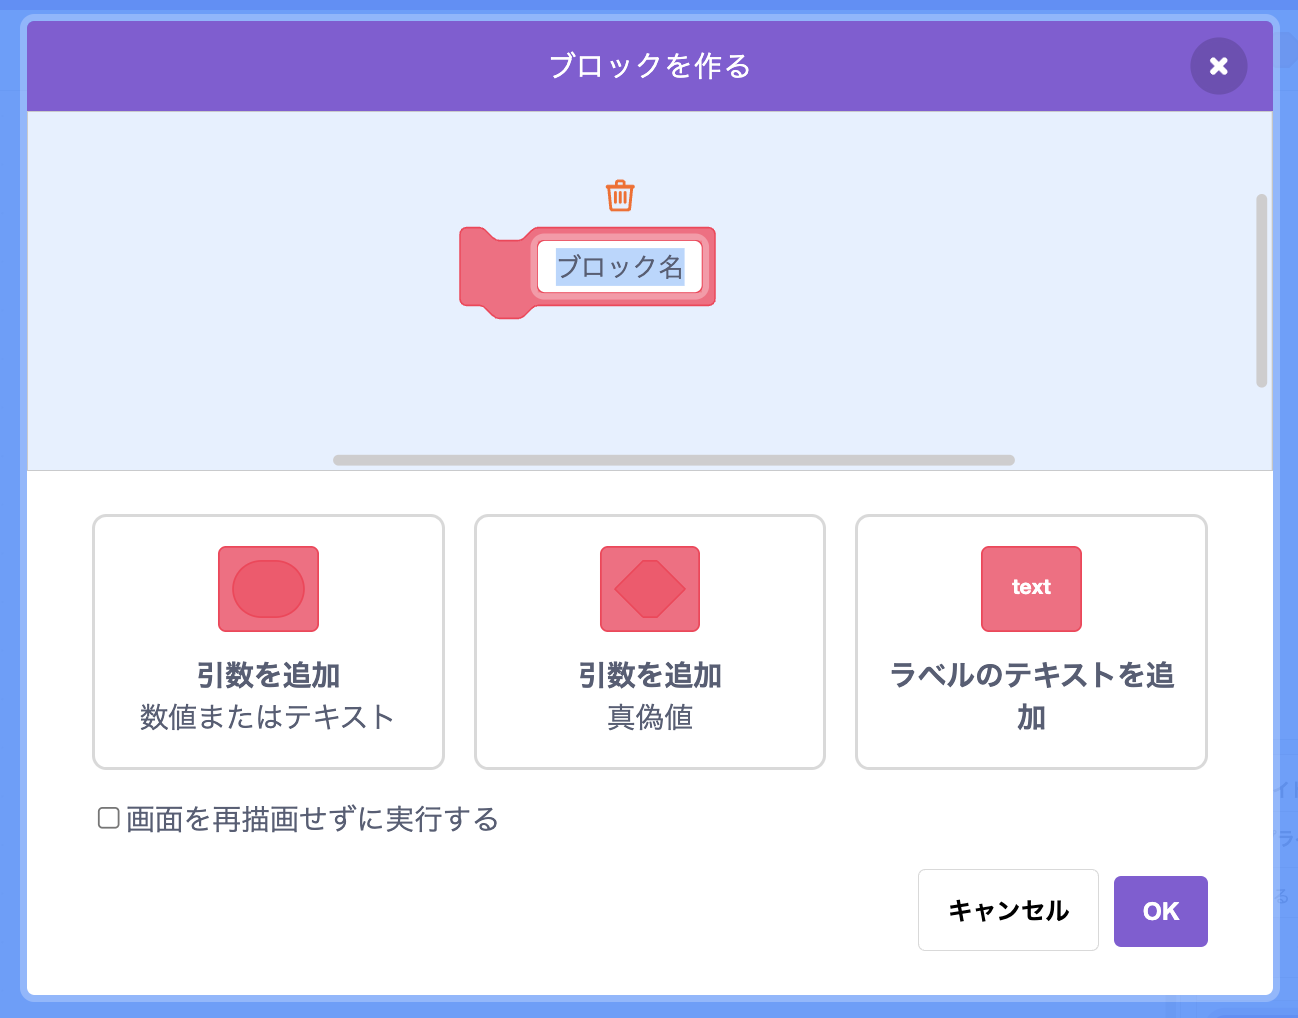 ブロックを作る
ブロック名
text
引数を追加
数値またはテキスト
引数を追加
真偽値
ラベルのテキストを追
加
画面を再描画せずに実行する
キャンセル
OK